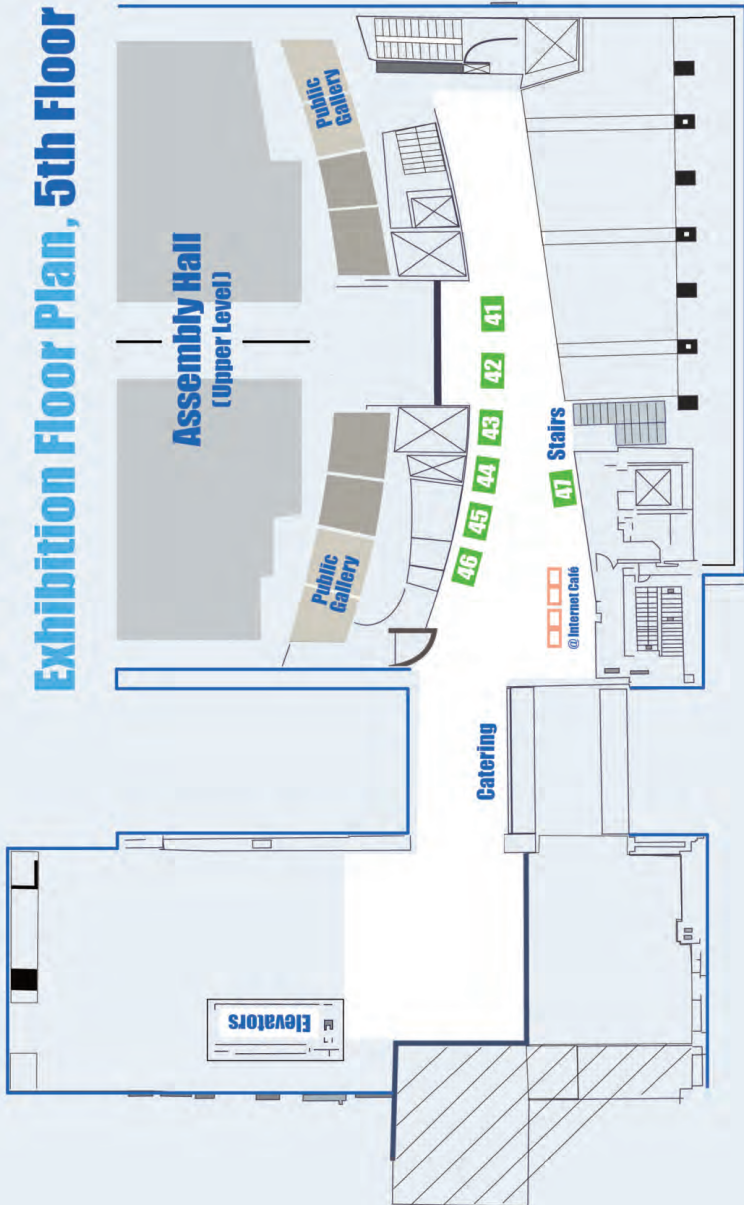 Exhibition Floor Plan, 5th Floor
Assembly Hall
(Upper Level)
Public
Gallery
Public
Gallery
46
45
44
43
42
41
47
Stairs
@ Internet Café
Catering
Elevators